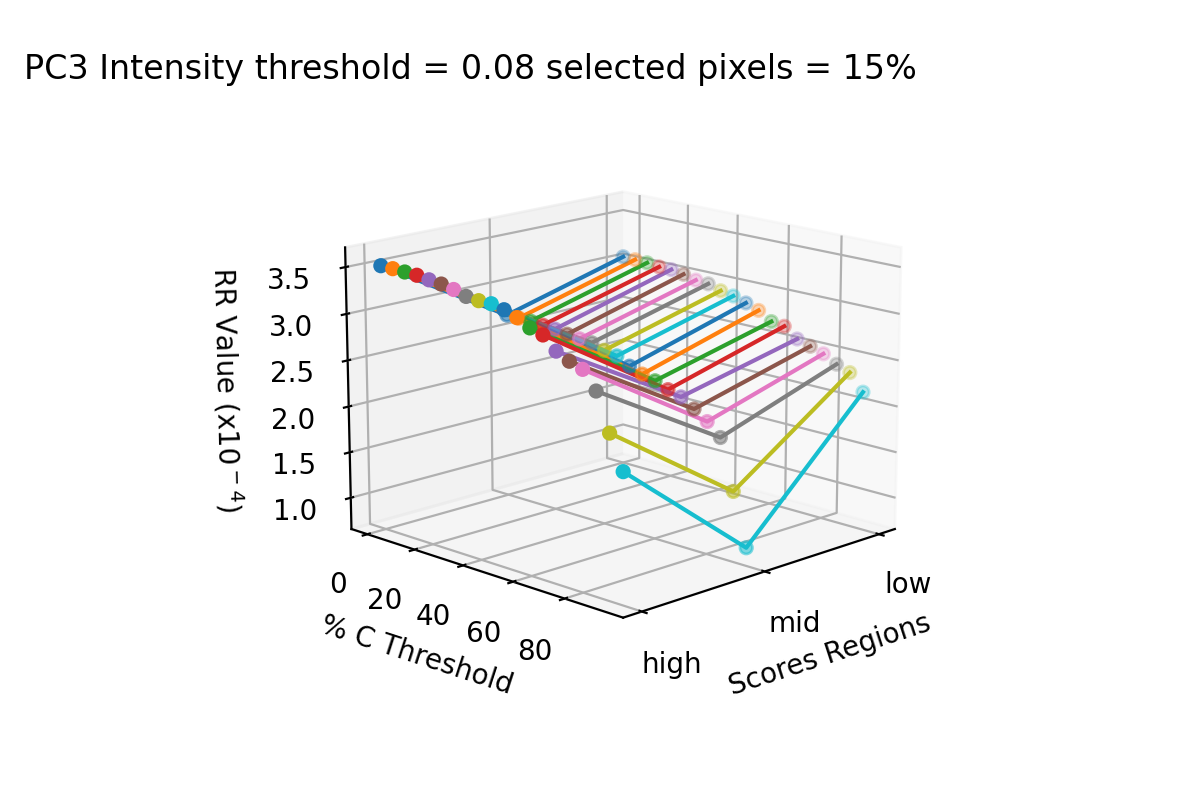 PC3 Intensity threshold = 0.08 selected pixels = 15%
RR Value (x10⁻⁴)
3.5
3.0
2.5
2.0
1.5
1.0
0
20
40
60
80
% C Threshold
high
mid
low
Scores Regions